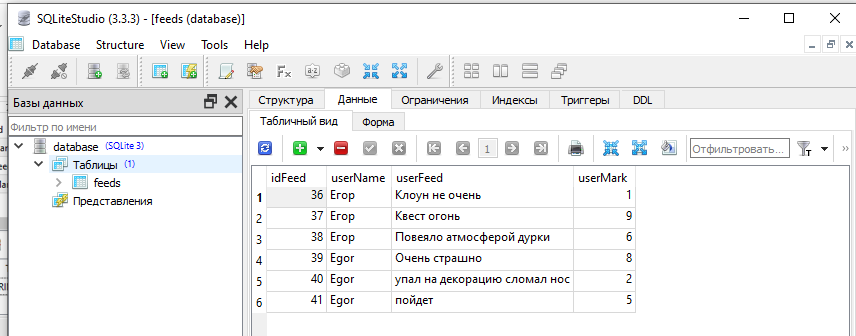 SQLiteStudio (3.3.3) - [feeds (database)]
Database Structure View Tools Help
Базы данных
Фильтр по имени
database (SQLite 3)
Таблицы (1)
feeds
Представления
Структура Данные Ограничения Индексы Триггеры DDL
Табличный вид Форма
1 Отфильтровать...
idFeed userName userFeed userMark
1 36 Егор Клоун не очень 1
2 37 Егор Квест огонь 9
3 38 Егор Повеяло атмосферой дурки 6
4 39 Egor Очень страшно 8
5 40 Egor упал на декорацию сломал нос 2
6 41 Egor пойдет 5